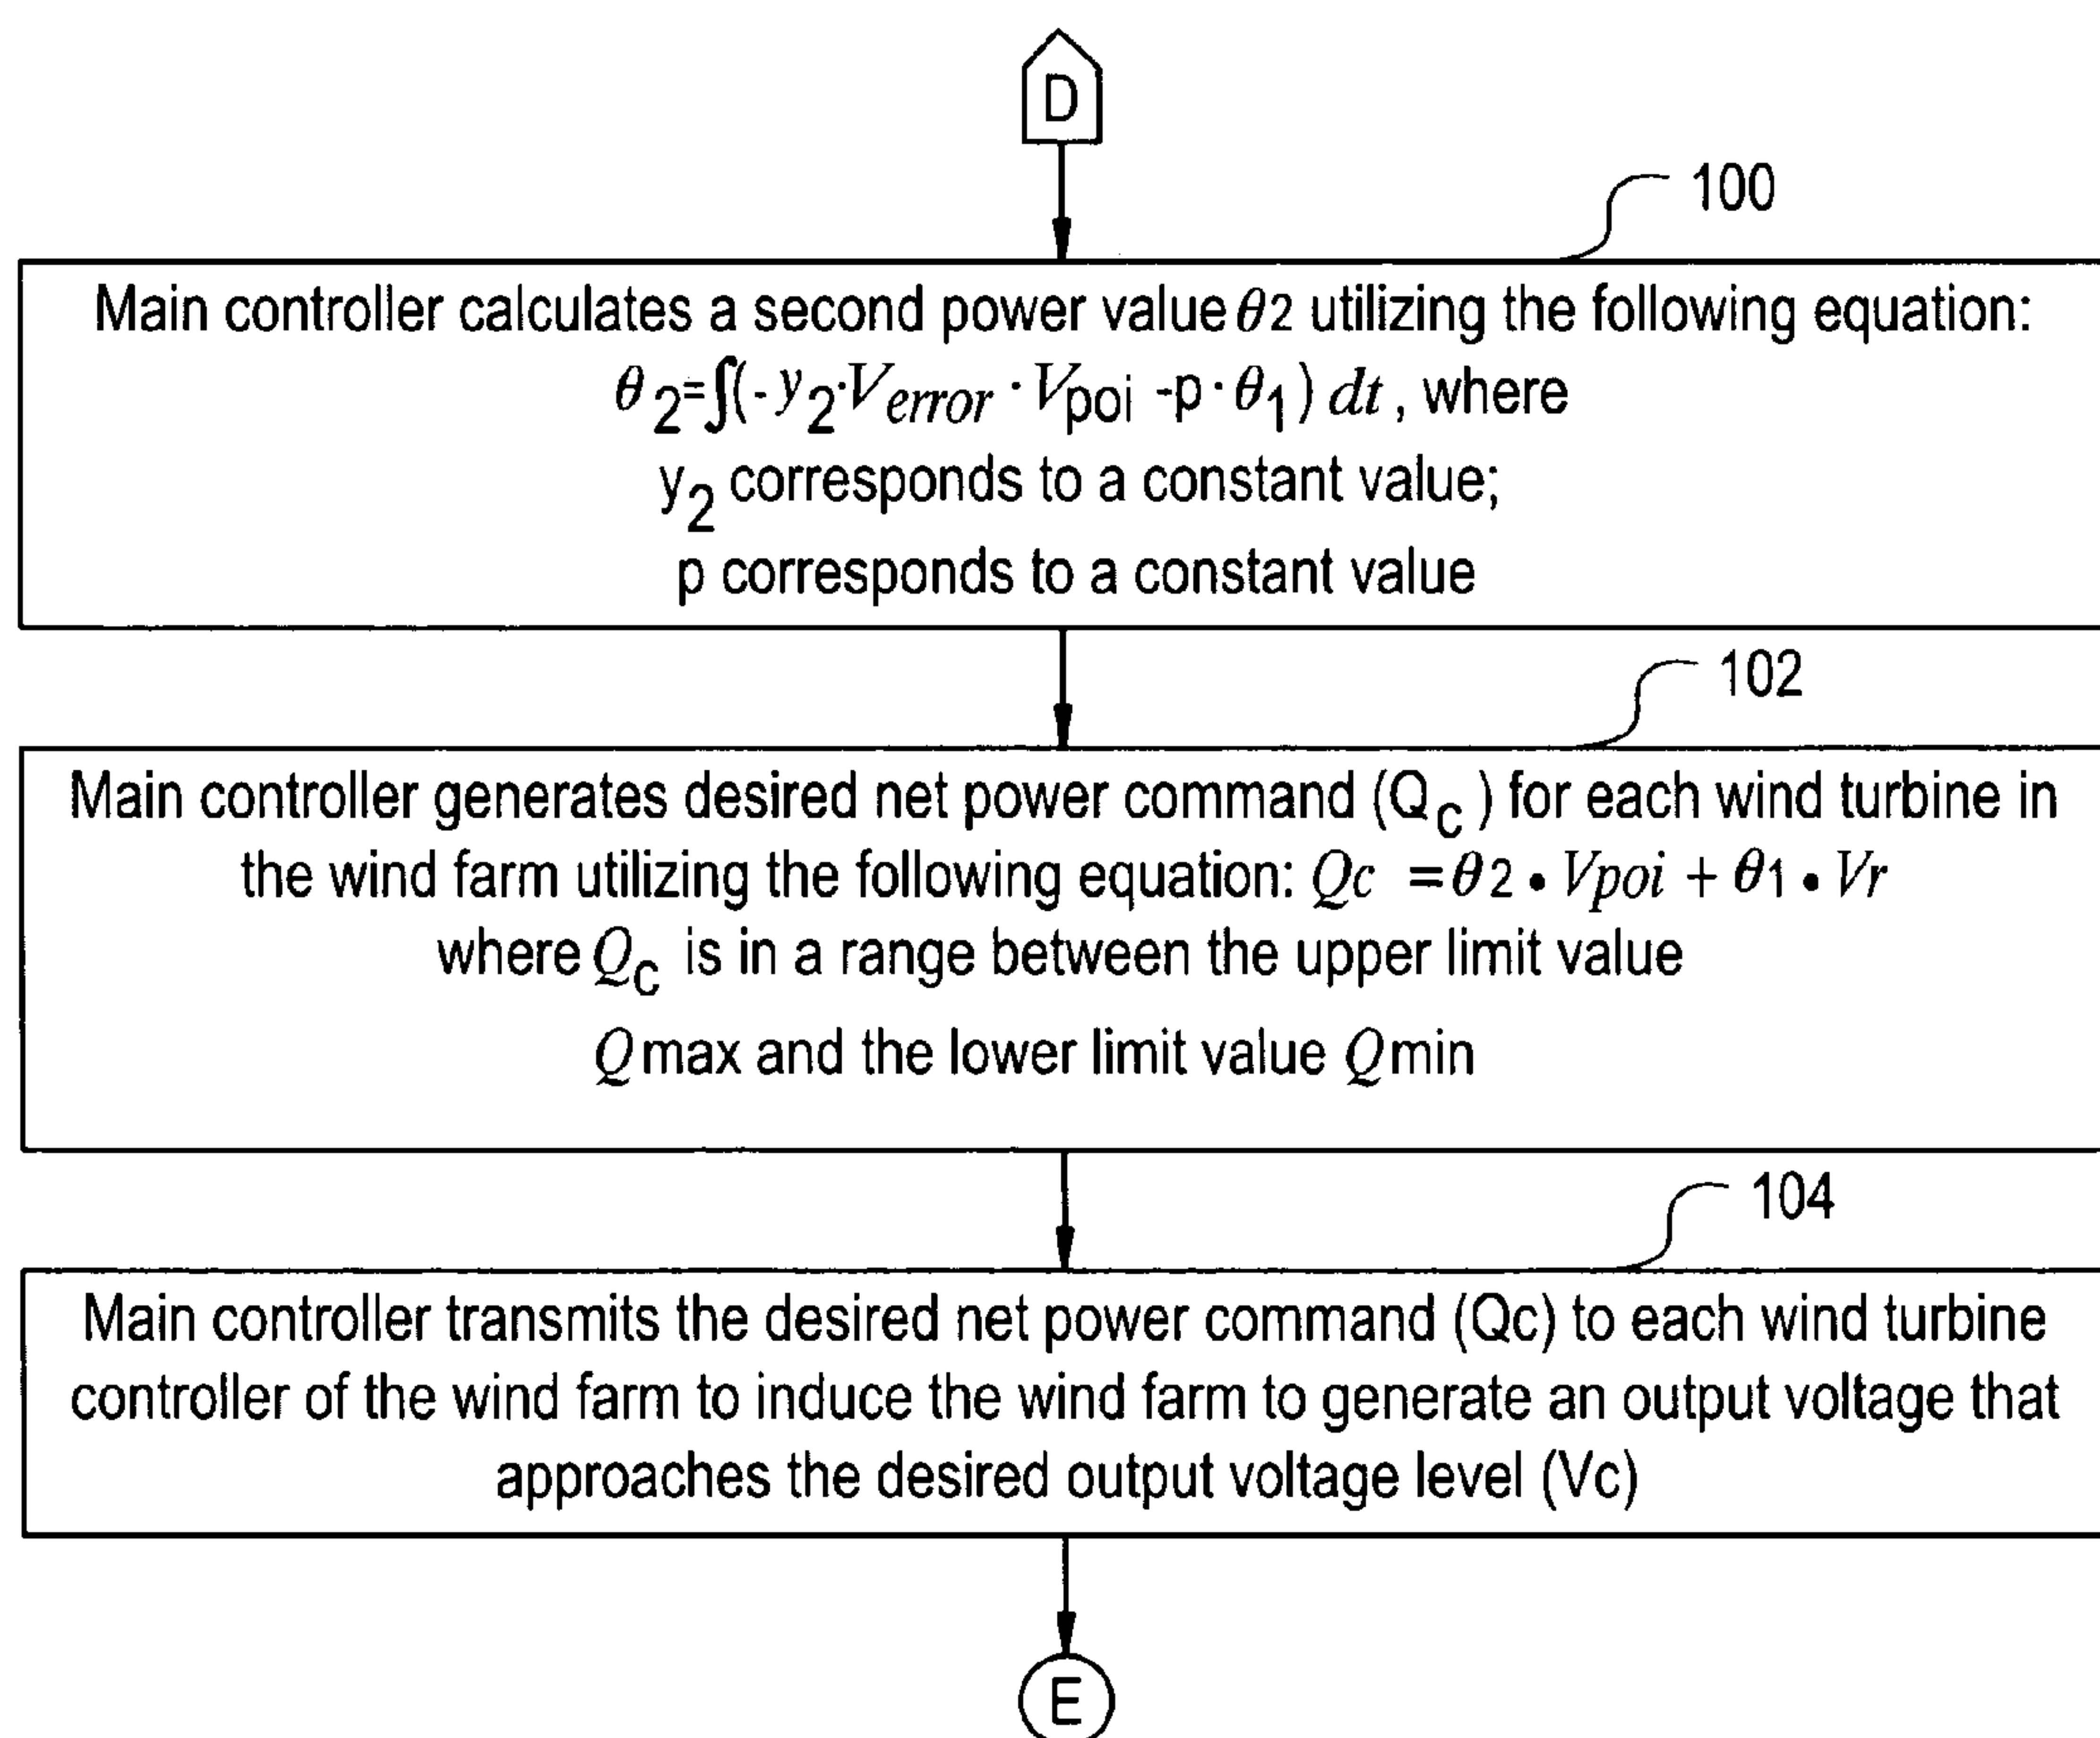 D
100
Main controller calculates a second power value θ2 utilizing the following equation:
θ2=∫(-y2·Verror·Vpoi -p·θ1) dt, where
y2 corresponds to a constant value;
p corresponds to a constant value
102
Main controller generates desired net power command (Qc) for each wind turbine in
the wind farm utilizing the following equation: Qc =θ2•Vpoi + θ1•Vr
where Qc is in a range between the upper limit value
Qmax and the lower limit value Qmin
104
Main controller transmits the desired net power command (Qc) to each wind turbine
controller of the wind farm to induce the wind farm to generate an output voltage that
approaches the desired output voltage level (Vc)
E